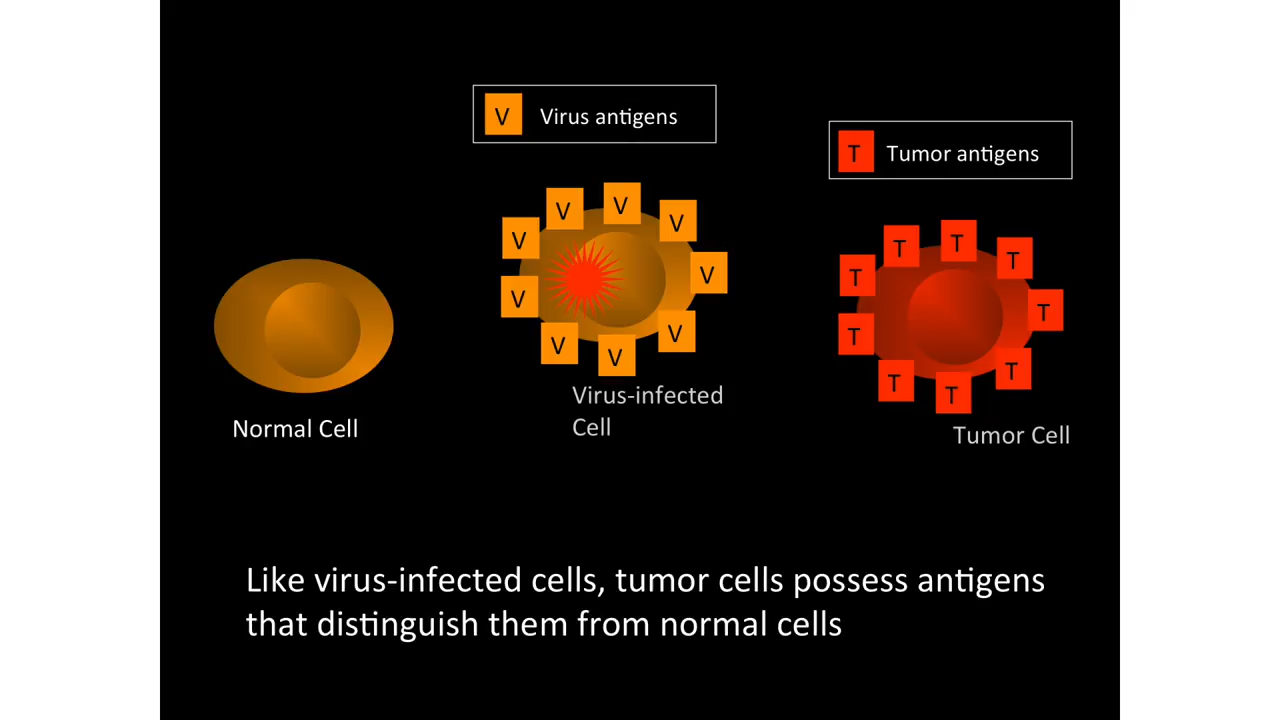 V Virus antigens
T Tumor antigens
V
V
V
V
V
V
V
V
V
V
T
T
T
T
T
T
T
T
T
T
Normal Cell
Virus-infected
Cell
Tumor Cell
Like virus-infected cells, tumor cells possess antigens
that distinguish them from normal cells